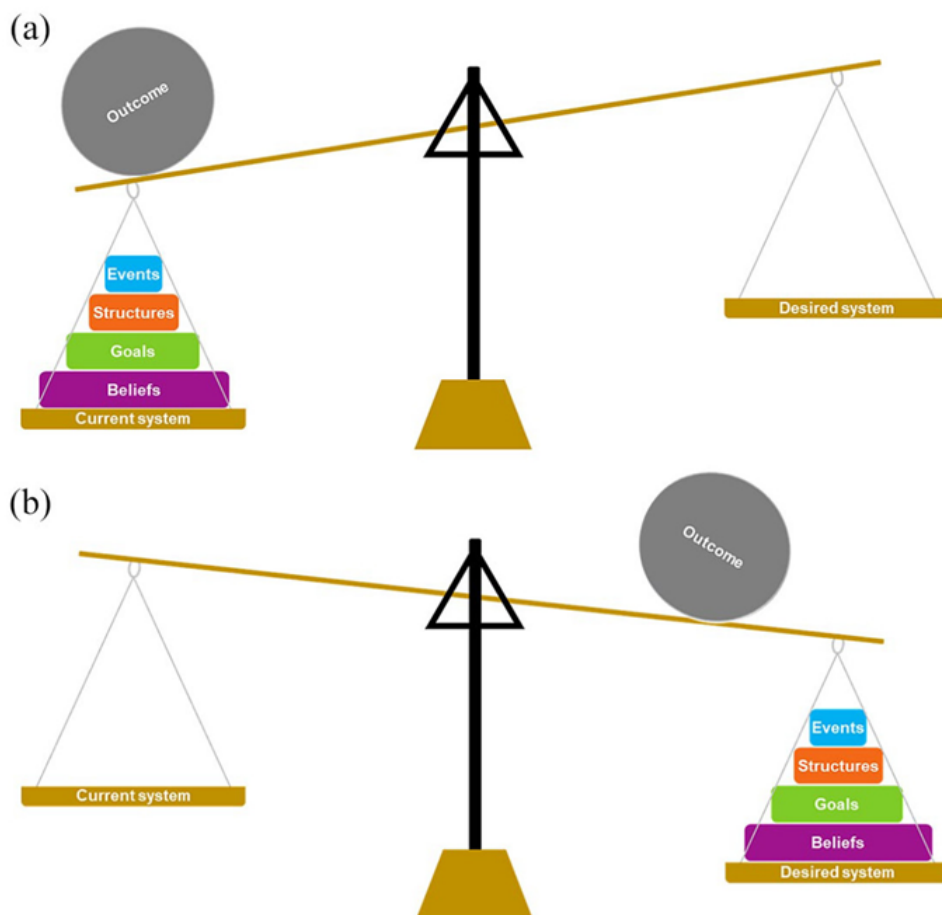 (a)
Outcome
Events
Structures
Goals
Beliefs
Current system
Desired system
(b)
Outcome
Current system
Events
Structures
Goals
Beliefs
Desired system